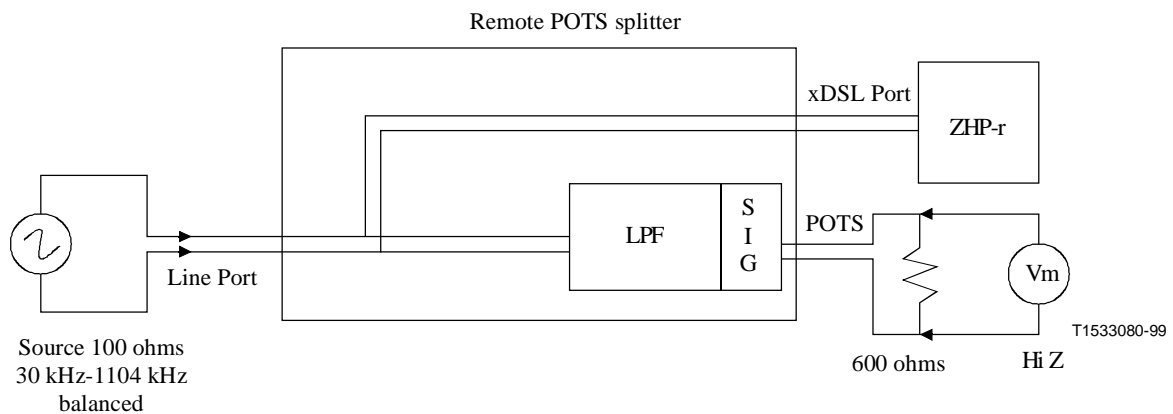 Remote POTS splitter
xDSL Port
ZHP-r
S
I
G
LPF
POTS
Vm
Line Port
T1533080-99
Source 100 ohms
30 kHz-1104 kHz
balanced
600 ohms
Hi Z